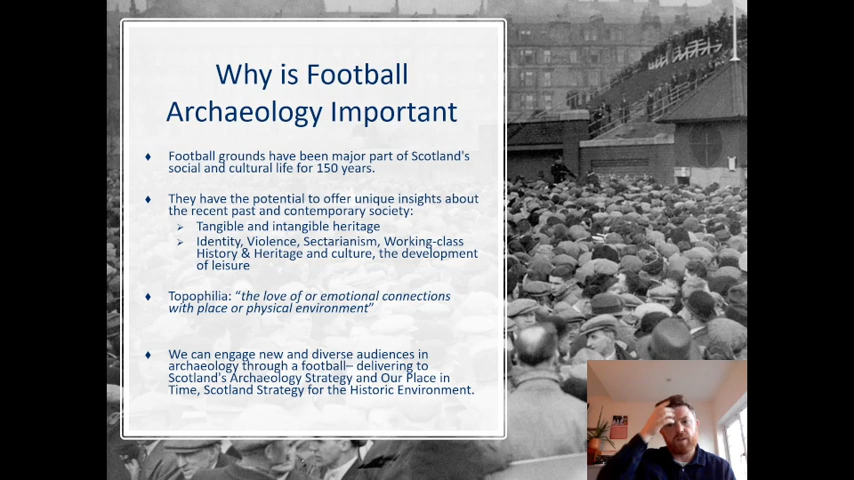 Why is Football
Archaeology Important
♦ Football grounds have been major part of Scotland's
social and cultural life for 150 years.
♦ They have the potential to offer unique insights about
the recent past and contemporary society:
➢ Tangible and intangible heritage
➢ Identity, Violence, Sectarianism, Working-class
History & Heritage and culture, the development
of leisure
♦ Topophilia: “the love of or emotional connections
with place or physical environment”
♦ We can engage new and diverse audiences in
archaeology through a football– delivering to
Scotland's Archaeology Strategy and Our Place in
Time, Scotland Strategy for the Historic Environment.